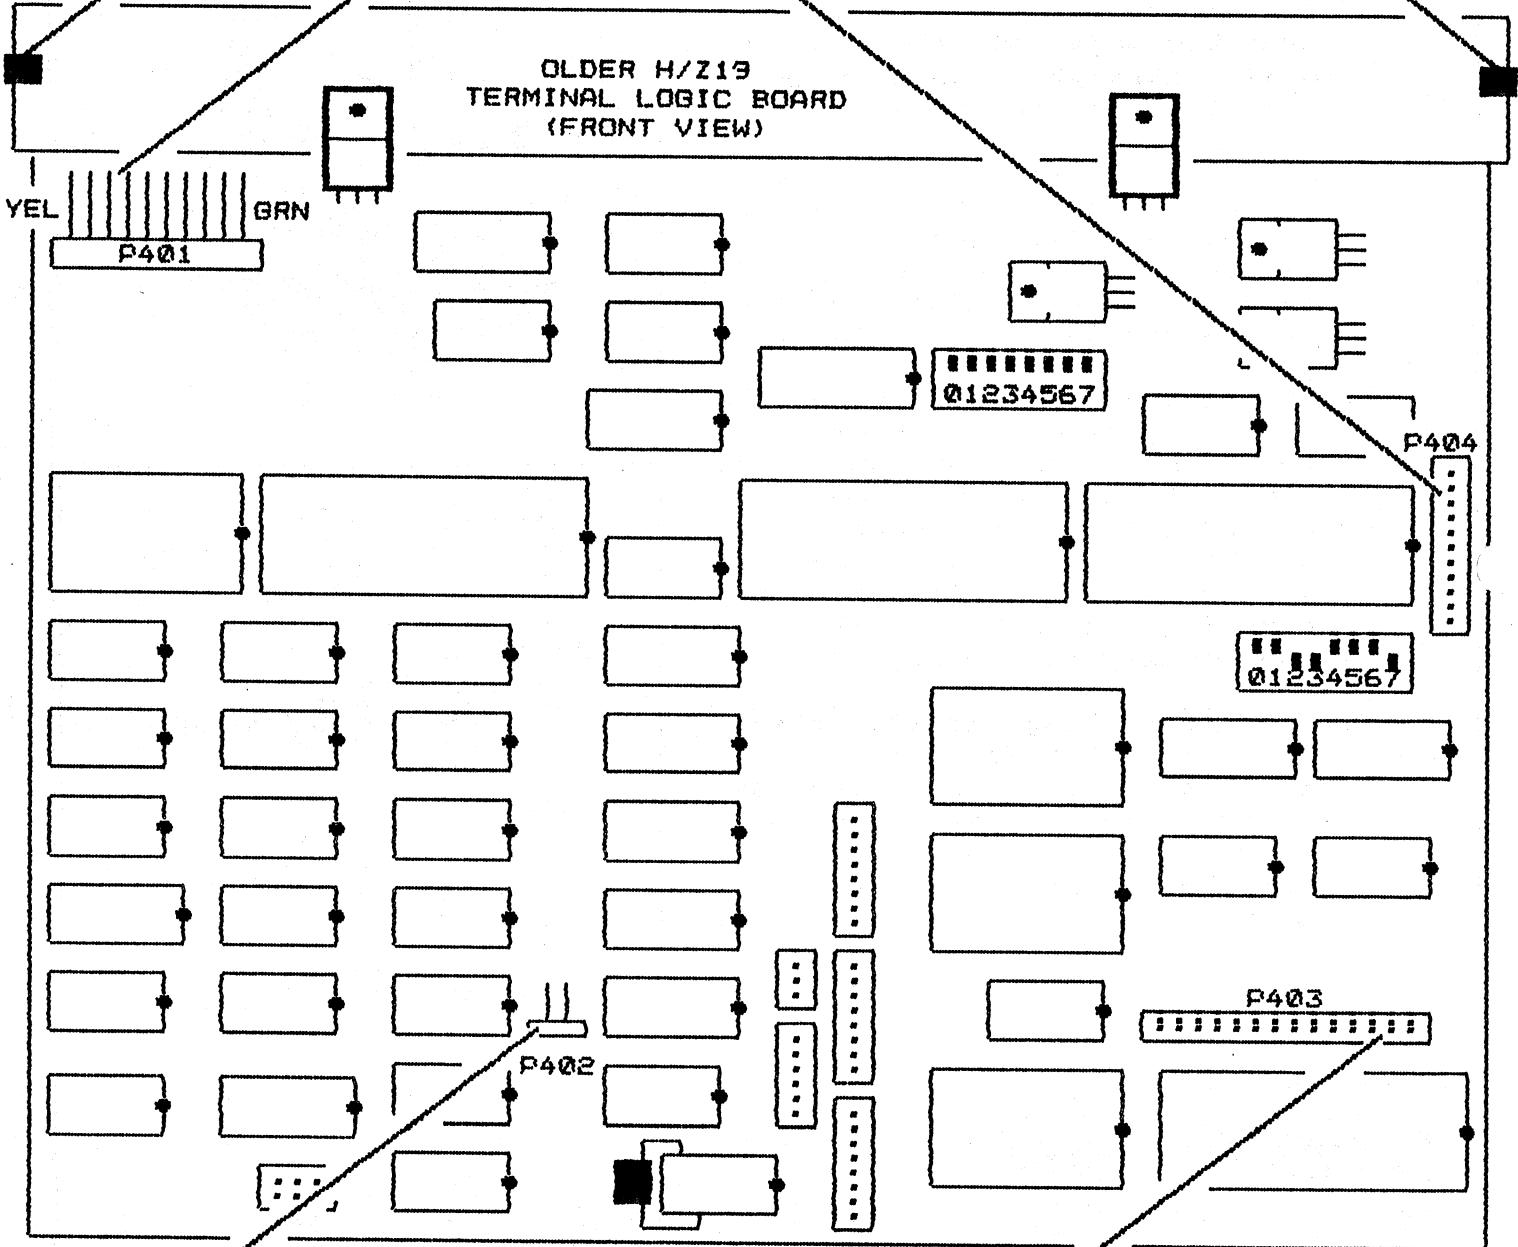 OLDER H/Z19
TERMINAL LOGIC BOARD
(FRONT VIEW)
YEL
GRN
P401
01234567
P404
01234567
P403
P402